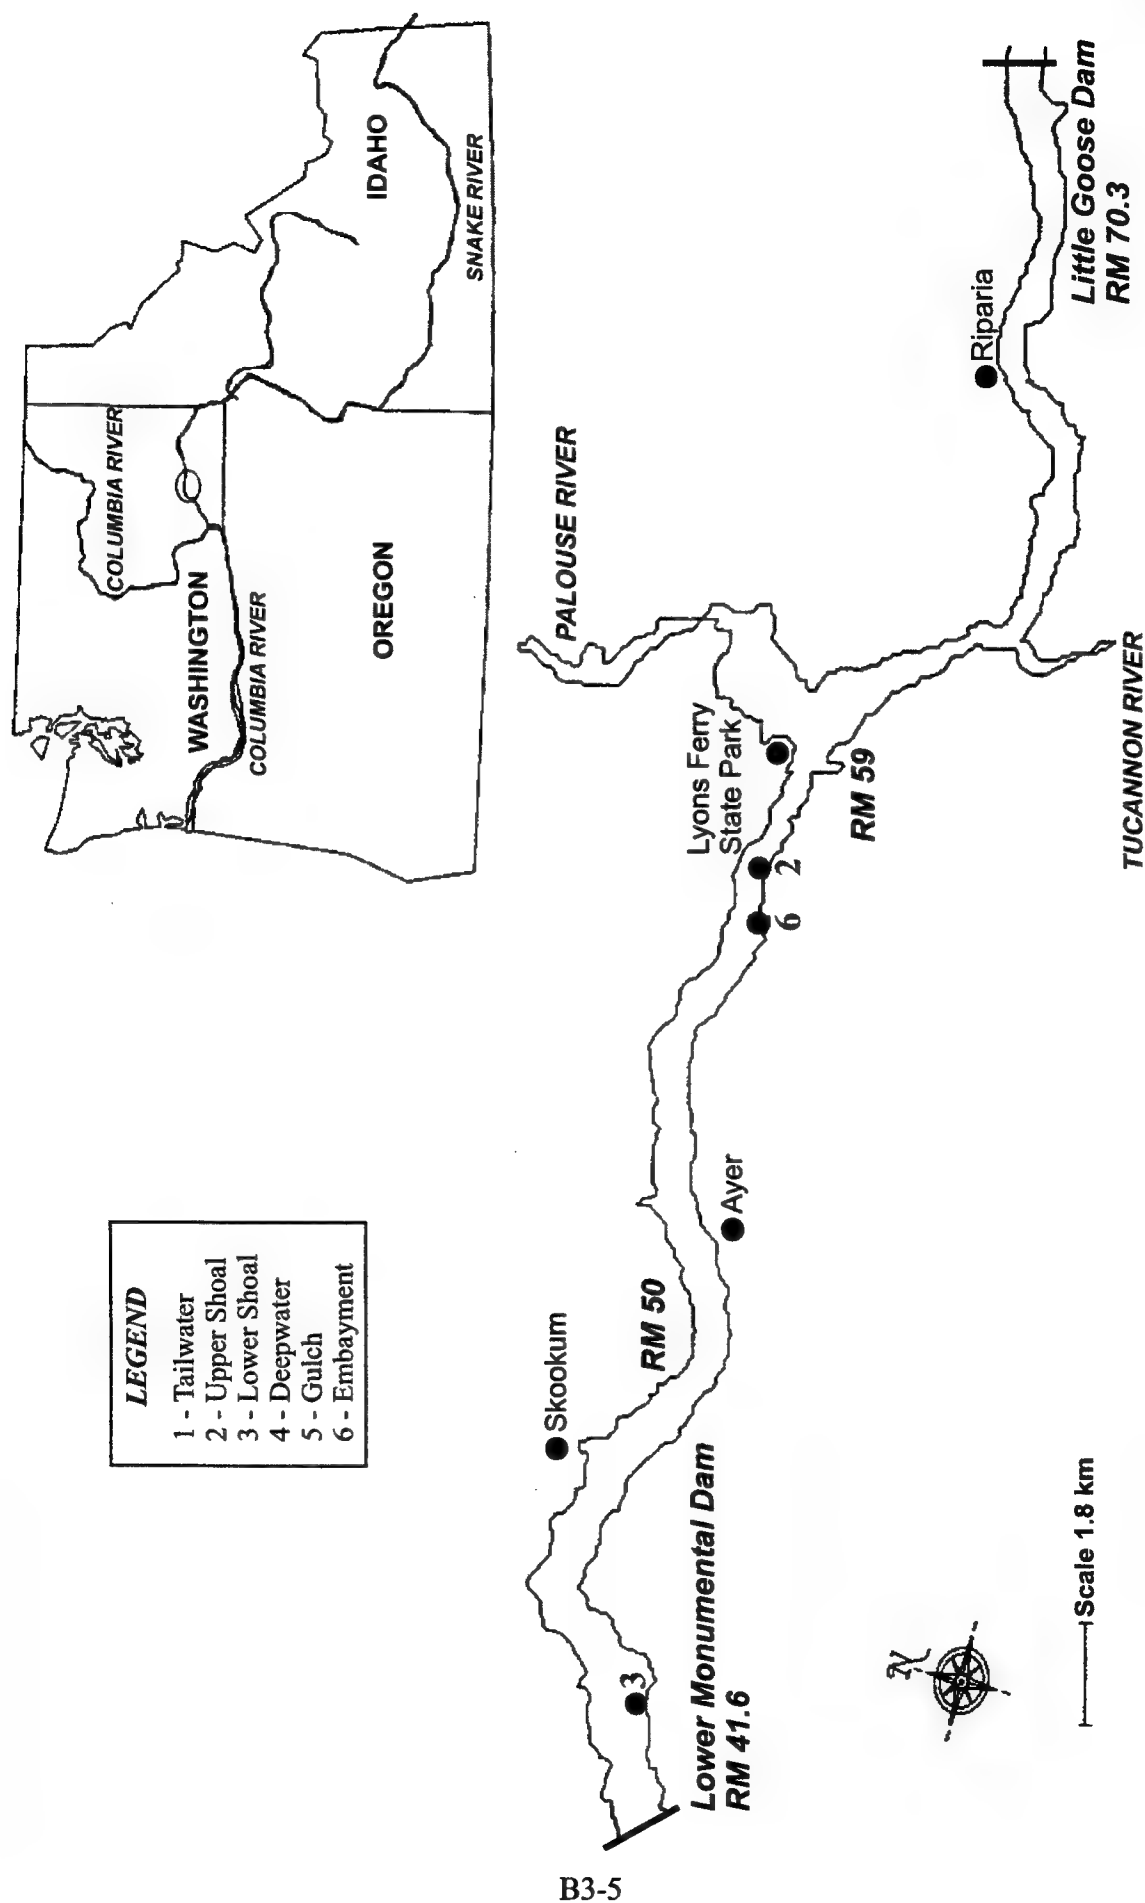 WASHINGTON
COLUMBIA RIVER
COLUMBIA RIVER
OREGON
IDAHO
SNAKE RIVER
LEGEND
1 - Tailwater
2 - Upper Shoal
3 - Lower Shoal
4 - Deepwater
5 - Gulch
6 - Embayment
Skookum
PALOUSE RIVER
Lyons Ferry
State Park
RM 50
3
Ayer
6
2
RM 59
Riparia
Lower Monumental Dam
RM 41.6
Little Goose Dam
RM 70.3
TUCANNON RIVER
N
Scale 1.8 km
B3-5